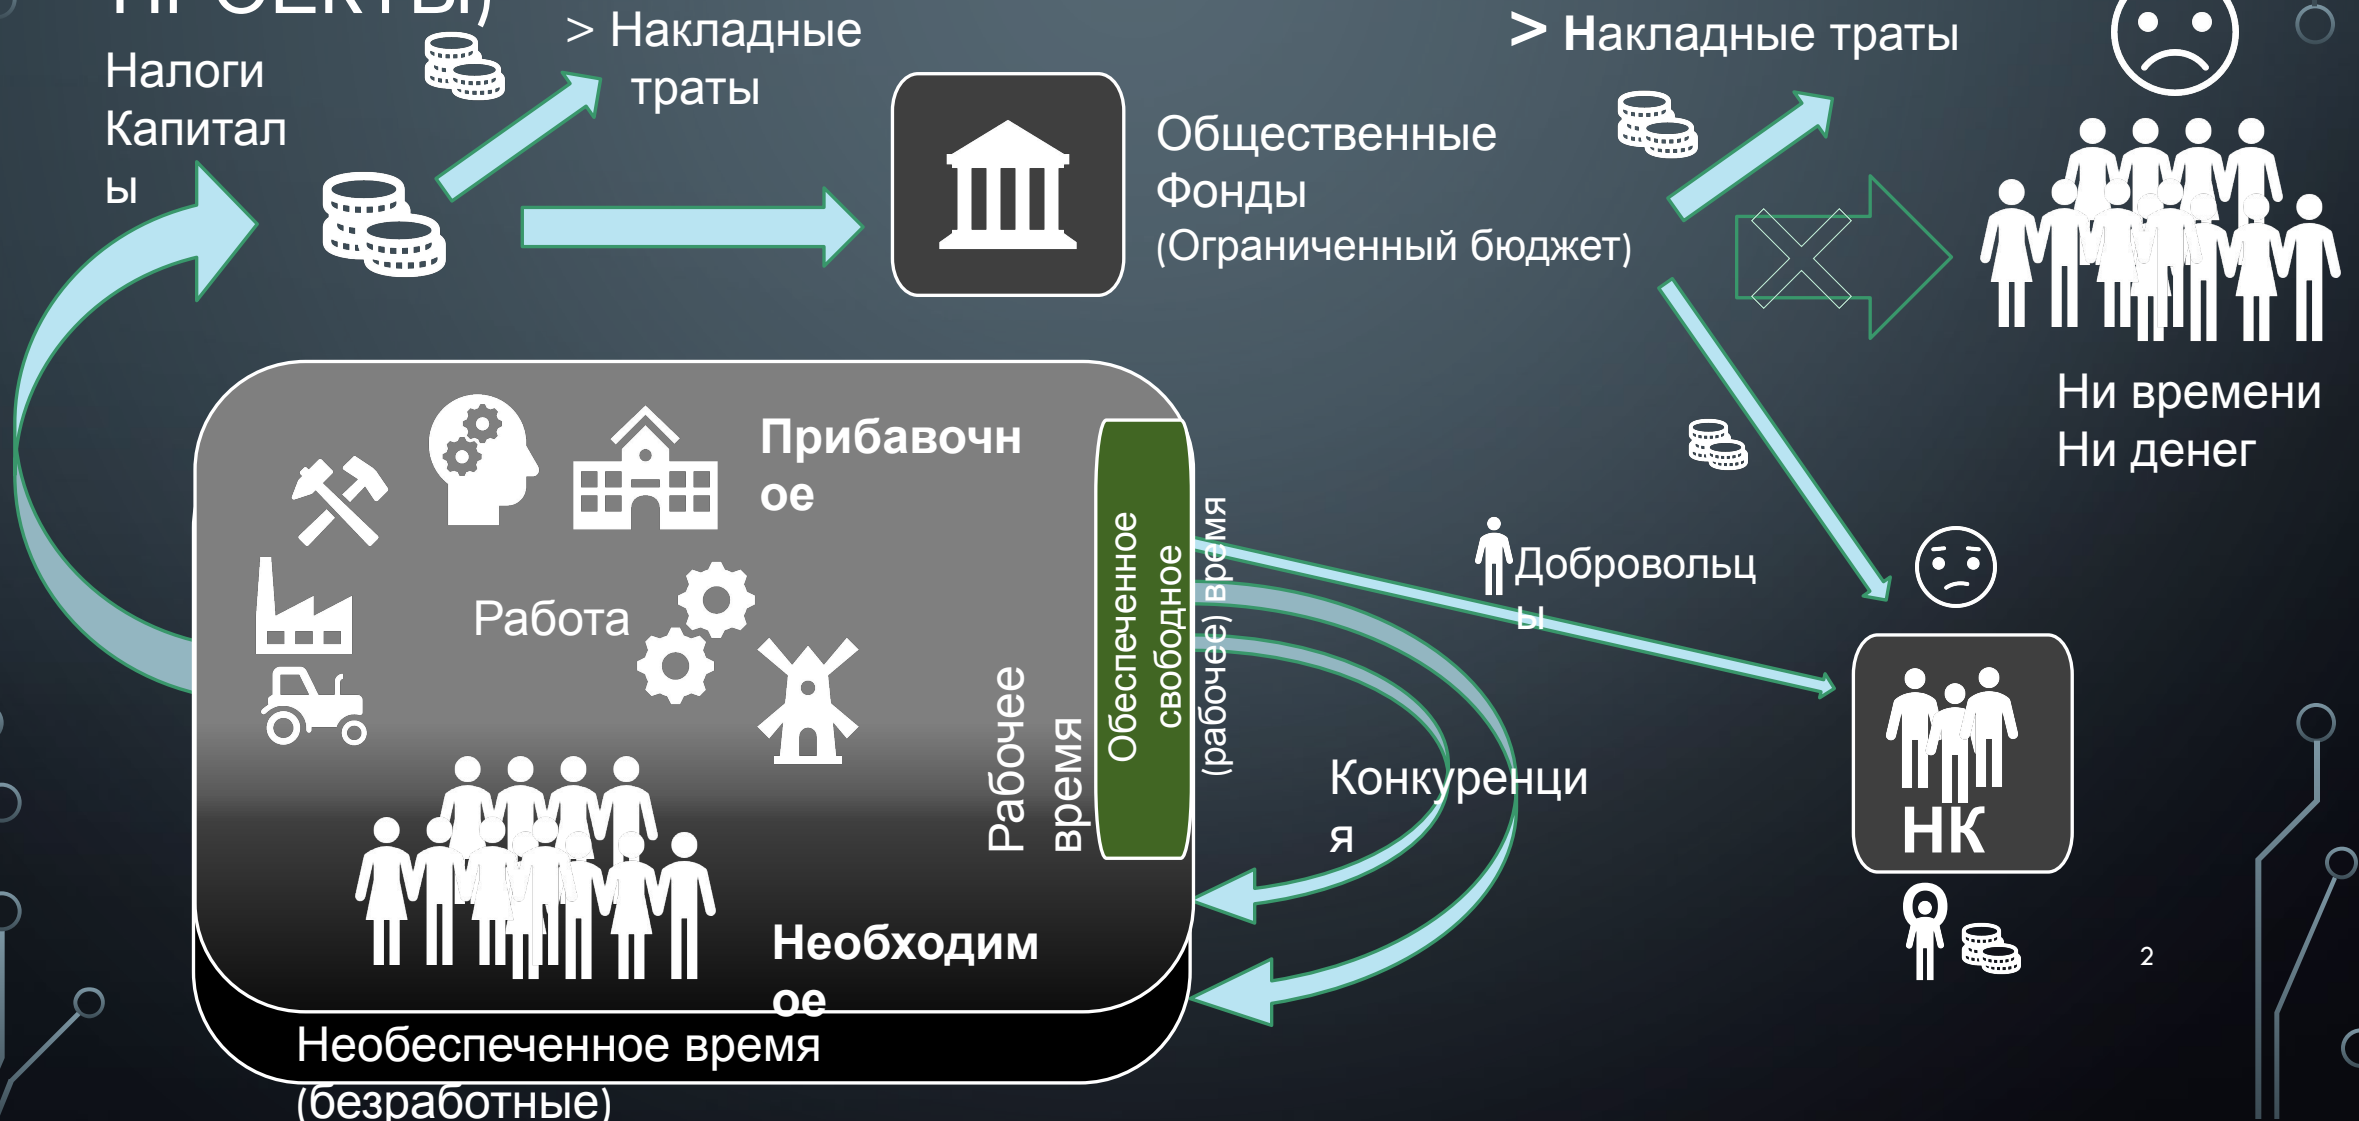 ПРОЕКТЫ)
> Накладные
траты
> Накладные траты
Налоги
Капитал
ы
Общественные
Фонды
(Ограниченный бюджет)
Ни времени
Ни денег
Прибавочн
ое
Работа
Рабочее
время
Обеспеченное
свободное
(рабочее) время
Добровольц
ы
Конкуренци
я
НК
Необходим
ое
Необеспеченное время
(безработные)
2